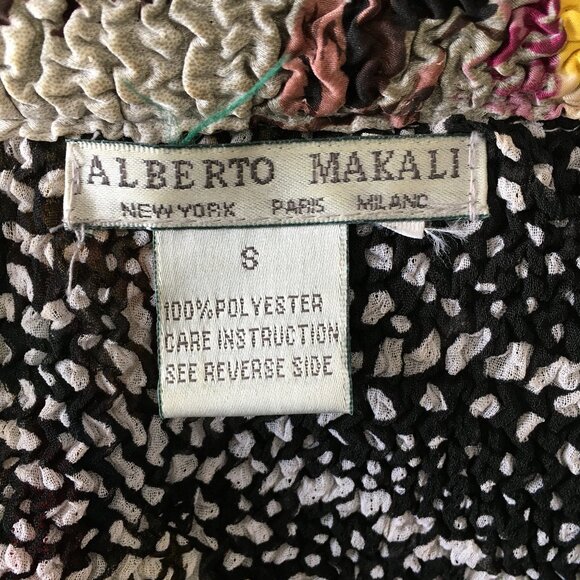 ALBERTO MAKALI
NEW YORK PARIS MILANO
S
100% POLYESTER
CARE INSTRUCTION
SEE REVERSE SIDE